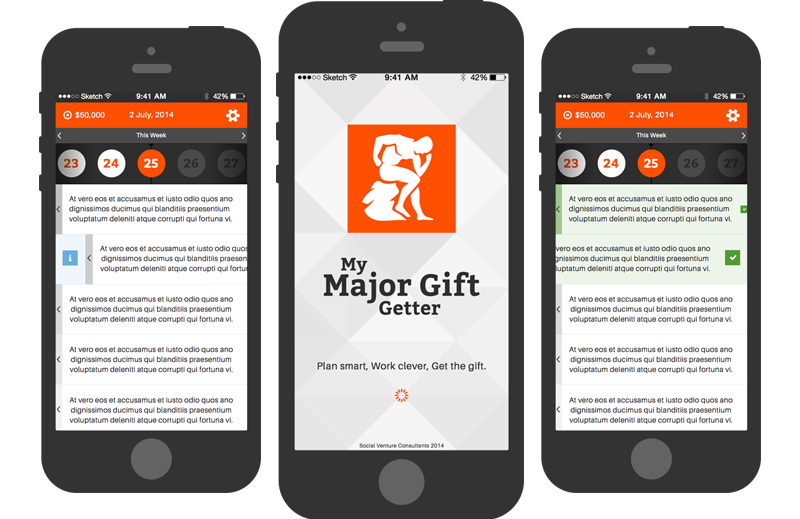 Sketch 9:41 AM 42%
$50,000 2 July, 2014
This Week
23 24 25 26 27
At vero eos et accusamus et iusto odio quos ano
dignissimos ducimus qui blanditiis praesentium
voluptatum deleniti atque corrupti qui fortuna vi.
i
At vero eos et accusamus et iusto odio quos
dignissimos ducimus qui blanditiis praesentium
voluptatum deleniti atque corrupti qui fortun
At vero eos et accusamus et iusto odio quos ano
dignissimos ducimus qui blanditiis praesentium
voluptatum deleniti atque corrupti qui fortuna vi.
At vero eos et accusamus et iusto odio quos ano
dignissimos ducimus qui blanditiis praesentium
voluptatum deleniti atque corrupti qui fortuna vi.
At vero eos et accusamus et iusto odio quos ano
dignissimos ducimus qui blanditiis praesentium
voluptatum deleniti atque corrupti qui fortuna vi.
Sketch 9:41 AM 42%
My
Major Gift
Getter
Plan smart, Work clever, Get the gift.
Social Venture Consultants 2014
Sketch 9:41 AM 42%
$50,000 2 July, 2014
This Week
23 24 25 26 27
At vero eos et accusamus et iusto odio quos ano
dignissimos ducimus qui blanditiis praesentium
voluptatum deleniti atque corrupti qui fortuna vi.
vero eos et accusamus et iusto odio quos ano
dignissimos ducimus qui blanditiis praesentium
voluptatum deleniti atque corrupti qui fortuna vi.
At vero eos et accusamus et iusto odio quos ano
dignissimos ducimus qui blanditiis praesentium
voluptatum deleniti atque corrupti qui fortuna vi.
At vero eos et accusamus et iusto odio quos ano
dignissimos ducimus qui blanditiis praesentium
voluptatum deleniti atque corrupti qui fortuna vi.
At vero eos et accusamus et iusto odio quos ano
dignissimos ducimus qui blanditiis praesentium
voluptatum deleniti atque corrupti qui fortuna vi.